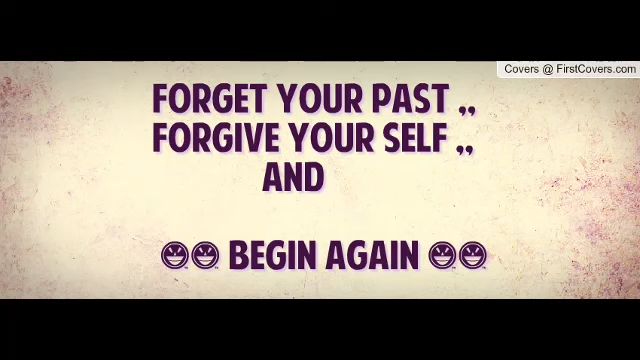 Covers @ FirstCovers.com
FORGET YOUR PAST ,,
FORGIVE YOUR SELF ,,
AND
BEGIN AGAIN